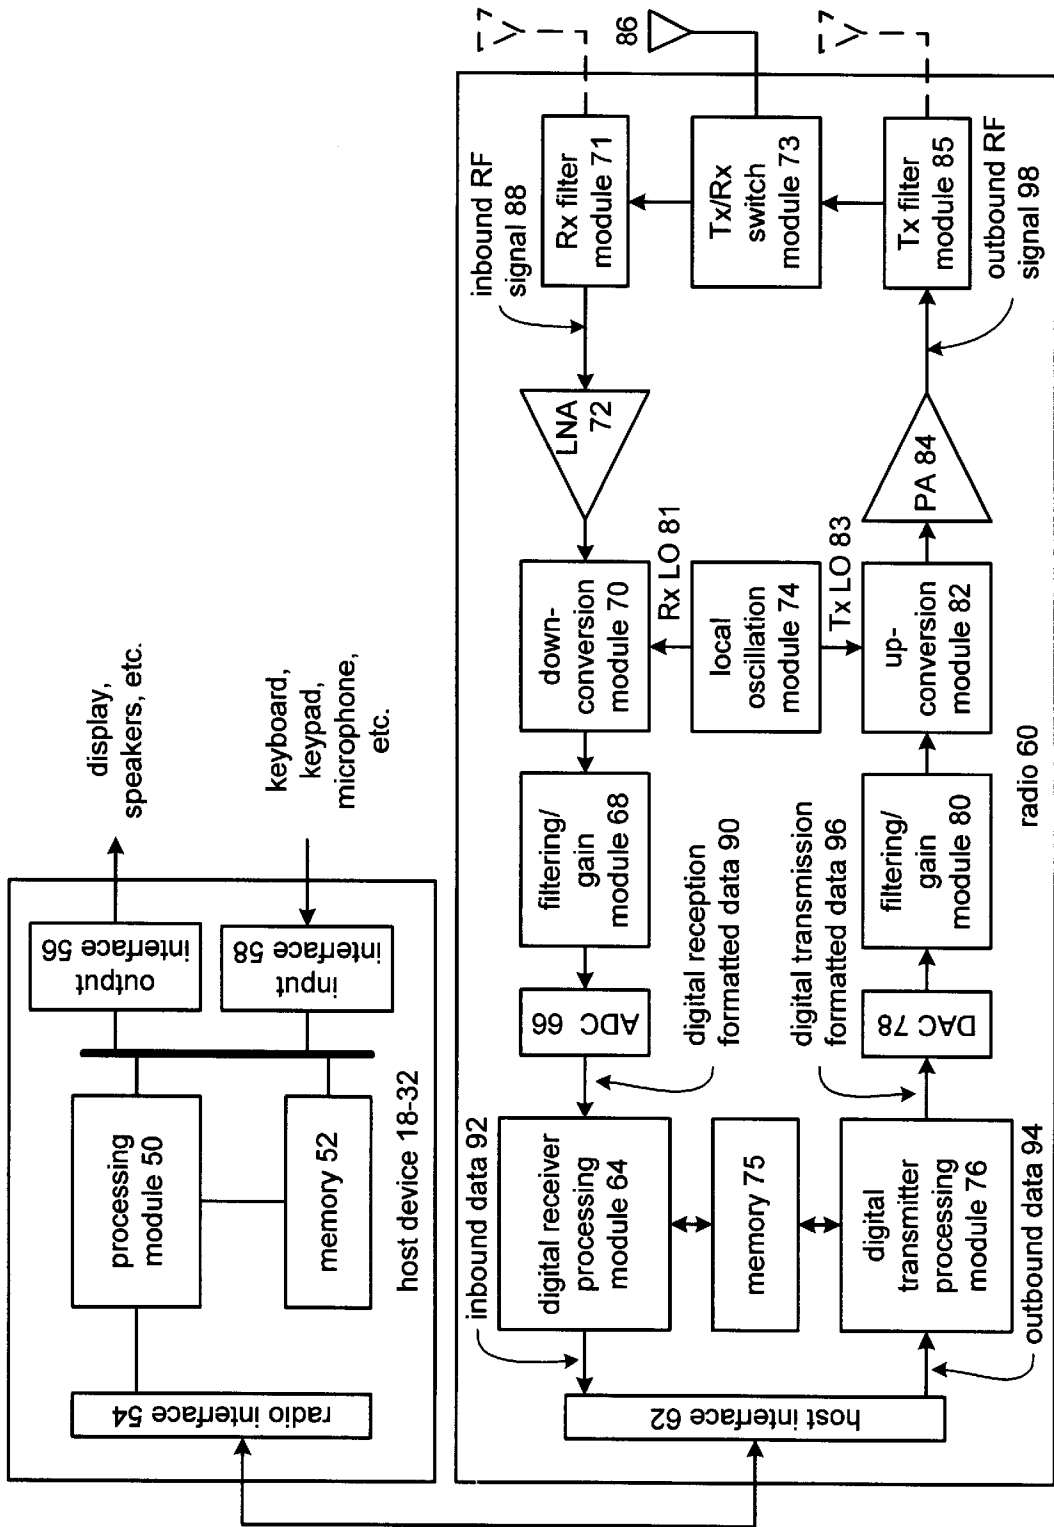 display,
speakers, etc.
keyboard,
keypad,
microphone,
etc.
output
interface 56
input
interface 58
processing
module 50
memory 52
radio interface 54
host device 18-32
86
inbound RF
signal 88
Rx filter
module 71
Tx/Rx
switch
module 73
Tx filter
module 85
outbound RF
signal 98
LNA
72
PA 84
down-
conversion
module 70
Rx LO 81
local
oscillation
module 74
Tx LO 83
up-
conversion
module 82
filtering/
gain
module 68
filtering/
gain
module 80
ADC 66
DAC 78
digital reception
formatted data 90
digital transmission
formatted data 96
inbound data 92
digital receiver
processing
module 64
memory 75
digital
transmitter
processing
module 76
outbound data 94
host interface 62
radio 60